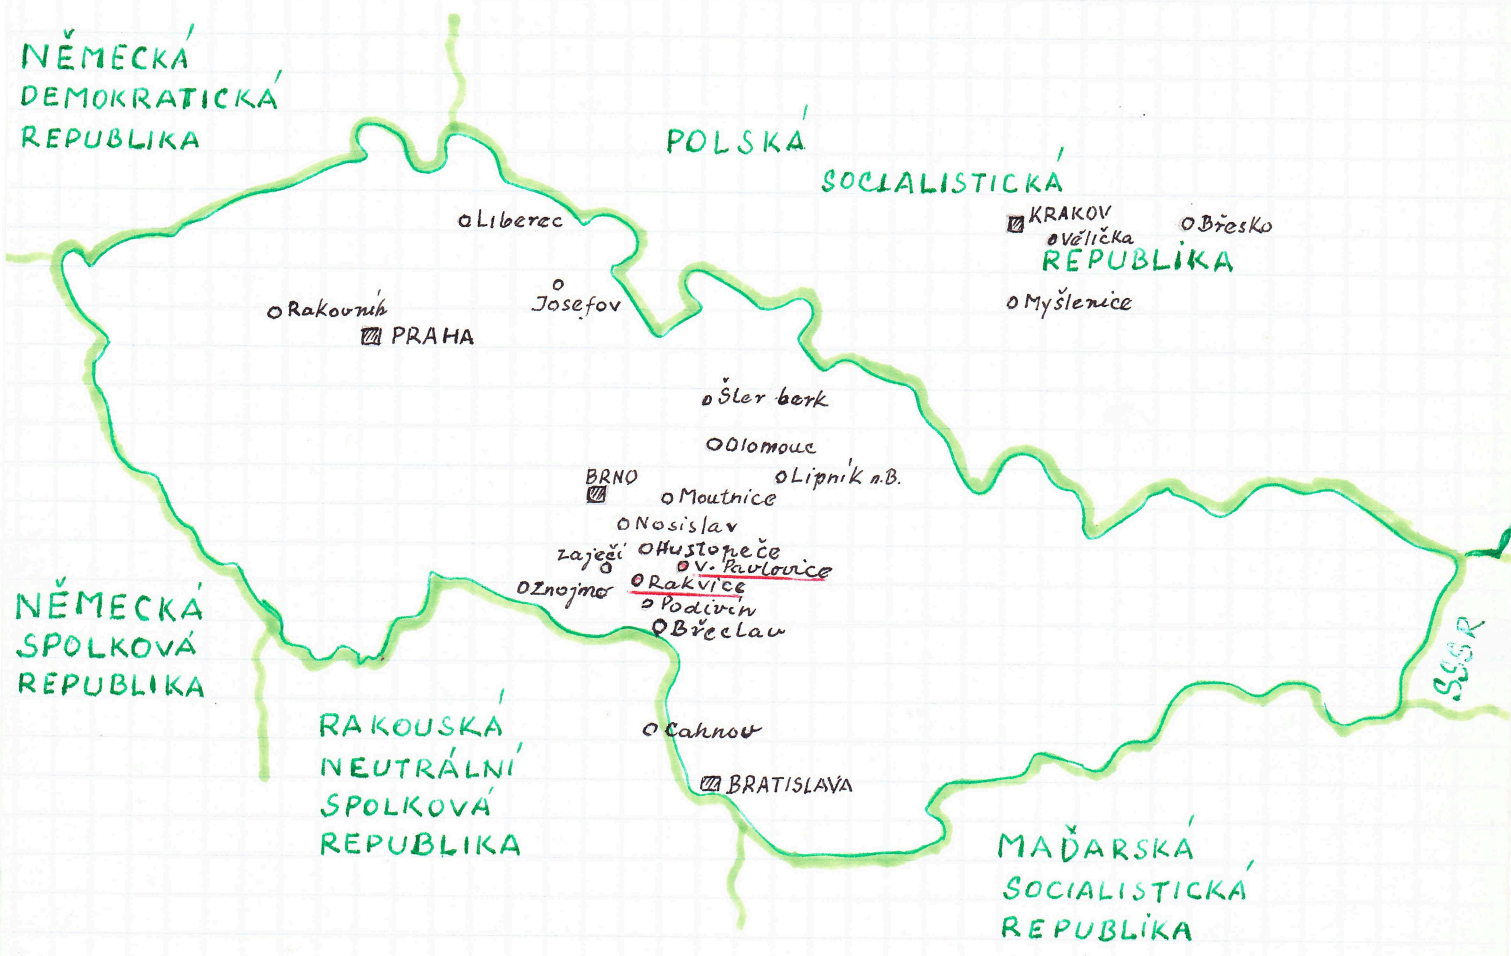 NĚMECKÁ
DEMOKRATICKÁ
REPUBLIKA
POLSKÁ
SOCIALISTICKÁ
REPUBLIKA
KRAKOV
Vělička
Břesko
Myšlenice
Liberec
Josefov
Rakovník
PRAHA
Šter berk
Olomouc
Lipník n.B.
BRNO
Moutnice
Nosislav
Zaječí
Hustopeče
V. Pavlovice
Rakvice
Znojmo
Podivín
Břeclav
Cahnov
BRATISLAVA
NĚMECKÁ
SPOLKOVÁ
REPUBLIKA
RAKOUSKÁ
NEUTRÁLNÍ
SPOLKOVÁ
REPUBLIKA
MAĎARSKÁ
SOCIALISTICKÁ
REPUBLIKA
SSSR